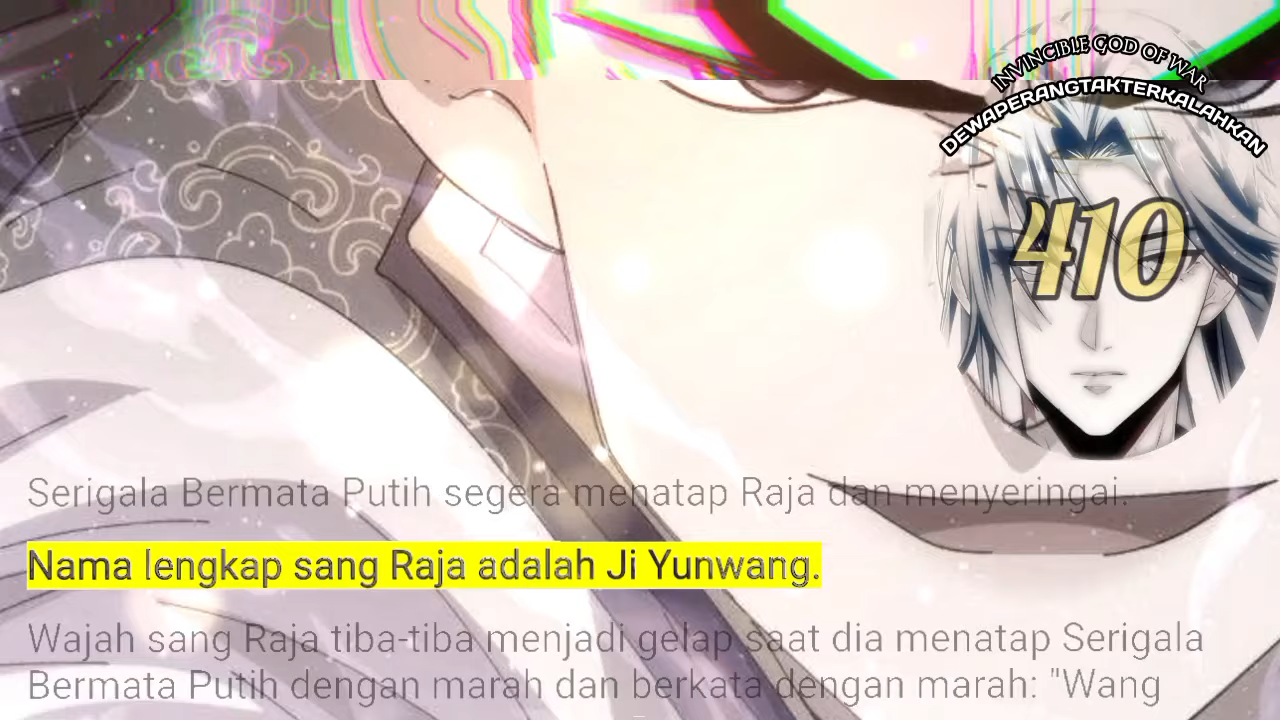 INVINCIBLE GOD OF WAR
DEWAPERANGTAKTERKALAHKAN
410
Serigala Bermata Putih segera menatap Raja dan menyeringai.
Nama lengkap sang Raja adalah Ji Yunwang.
Wajah sang Raja tiba-tiba menjadi gelap saat dia menatap Serigala
Bermata Putih dengan marah dan berkata dengan marah: "Wang